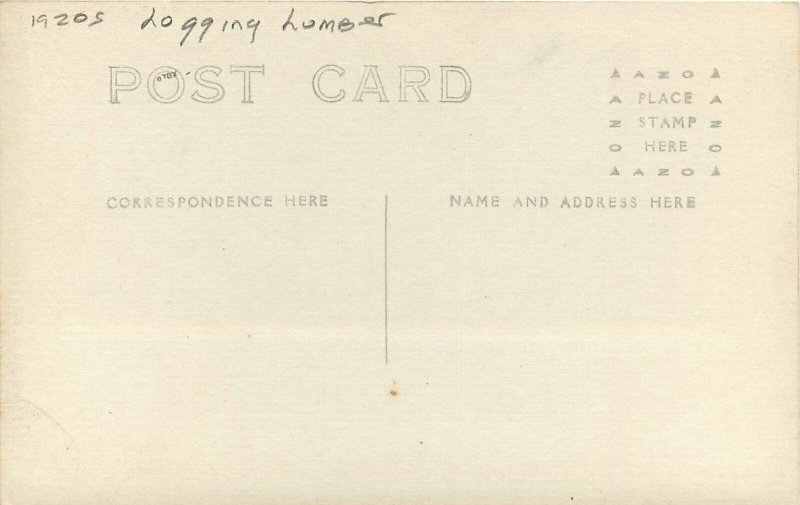 1920s Logging Lumber
POST CARD
AZO
A PLACE A
Z STAMP Z
O HERE O
AZO
CORRESPONDENCE HERE
NAME AND ADDRESS HERE